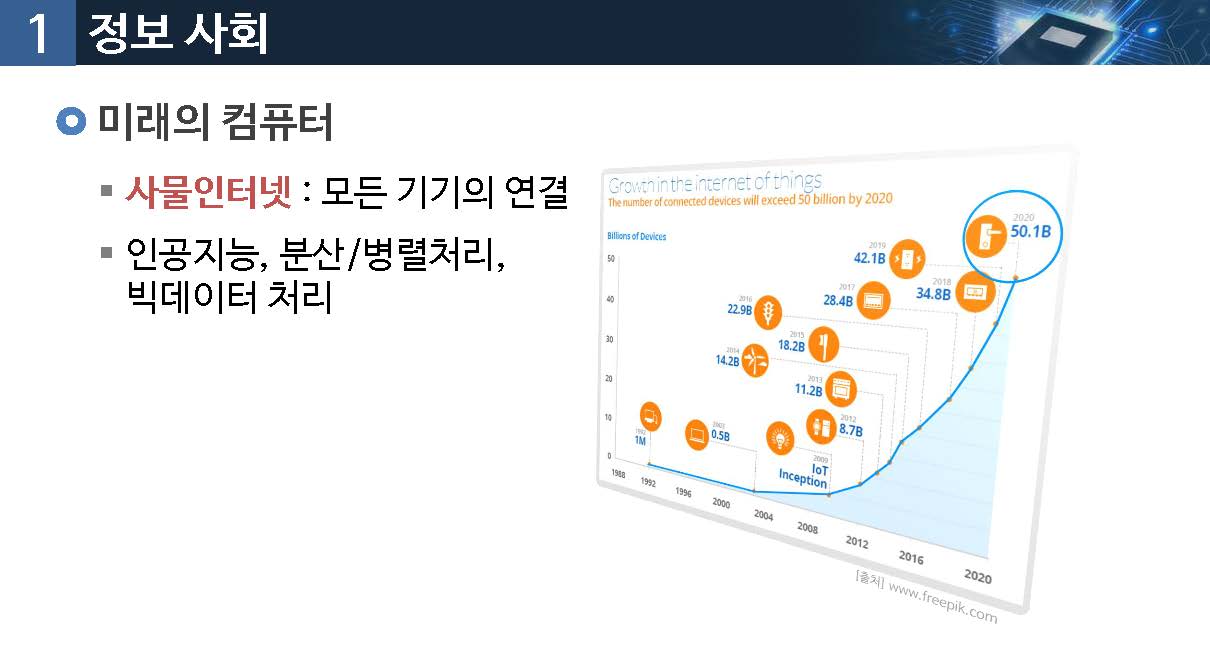 1 정보 사회
미래의 컴퓨터
사물인터넷 : 모든 기기의 연결
인공지능, 분산/병렬처리,
빅데이터 처리
Growth in the internet of things
The number of connected devices will exceed 50 billion by 2020
Billions of Devices
50
40
30
20
10
0
1992
1M
2003
0.5B
2009
IoT
Inception
2012
8.7B
2013
11.2B
2014
14.2B
2015
18.2B
2016
22.9B
2017
28.4B
2018
34.8B
2019
42.1B
2020
50.1B
1988 1992 1996 2000 2004 2008 2012 2016 2020
[출처] www.freepik.com